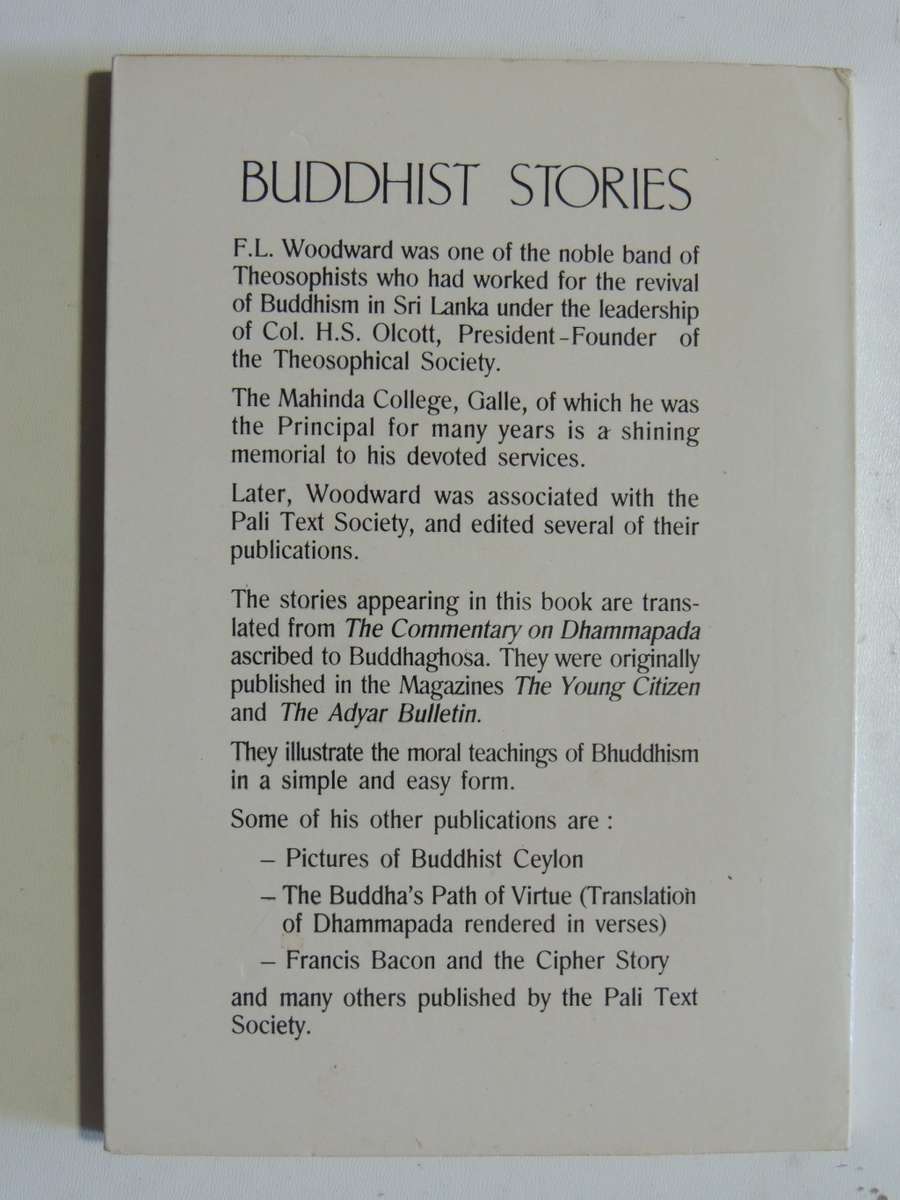 BUDDHIST STORIES
F.L. Woodward was one of the noble band of
Theosophists who had worked for the revival
of Buddhism in Sri Lanka under the leadership
of Col. H.S. Olcott, President-Founder of
the Theosophical Society.
The Mahinda College, Galle, of which he was
the Principal for many years is a shining
memorial to his devoted services.
Later, Woodward was associated with the
Pali Text Society, and edited several of their
publications.
The stories appearing in this book are trans-
lated from The Commentary on Dhammapada
ascribed to Buddhaghosa. They were originally
published in the Magazines The Young Citizen
and The Adyar Bulletin.
They illustrate the moral teachings of Bhuddhism
in a simple and easy form.
Some of his other publications are :
– Pictures of Buddhist Ceylon
– The Buddha's Path of Virtue (Translation
of Dhammapada rendered in verses)
– Francis Bacon and the Cipher Story
and many others published by the Pali Text
Society.